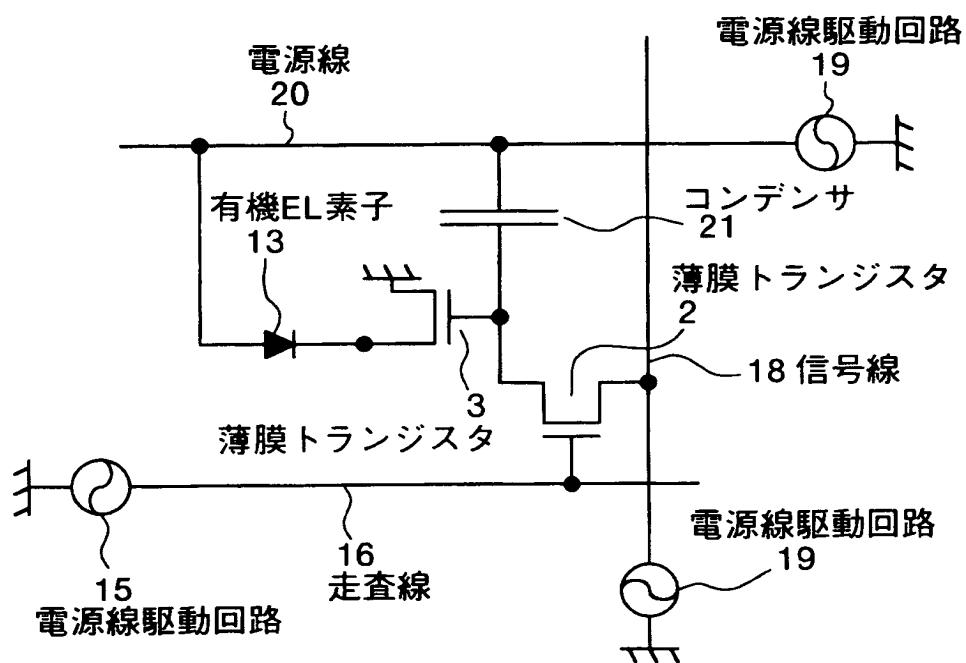 電源線駆動回路
19
電源線
20
有機EL素子
13
コンデンサ
21
薄膜トランジスタ
2
18 信号線
3
薄膜トランジスタ
電源線駆動回路
19
16
走査線
15
電源線駆動回路